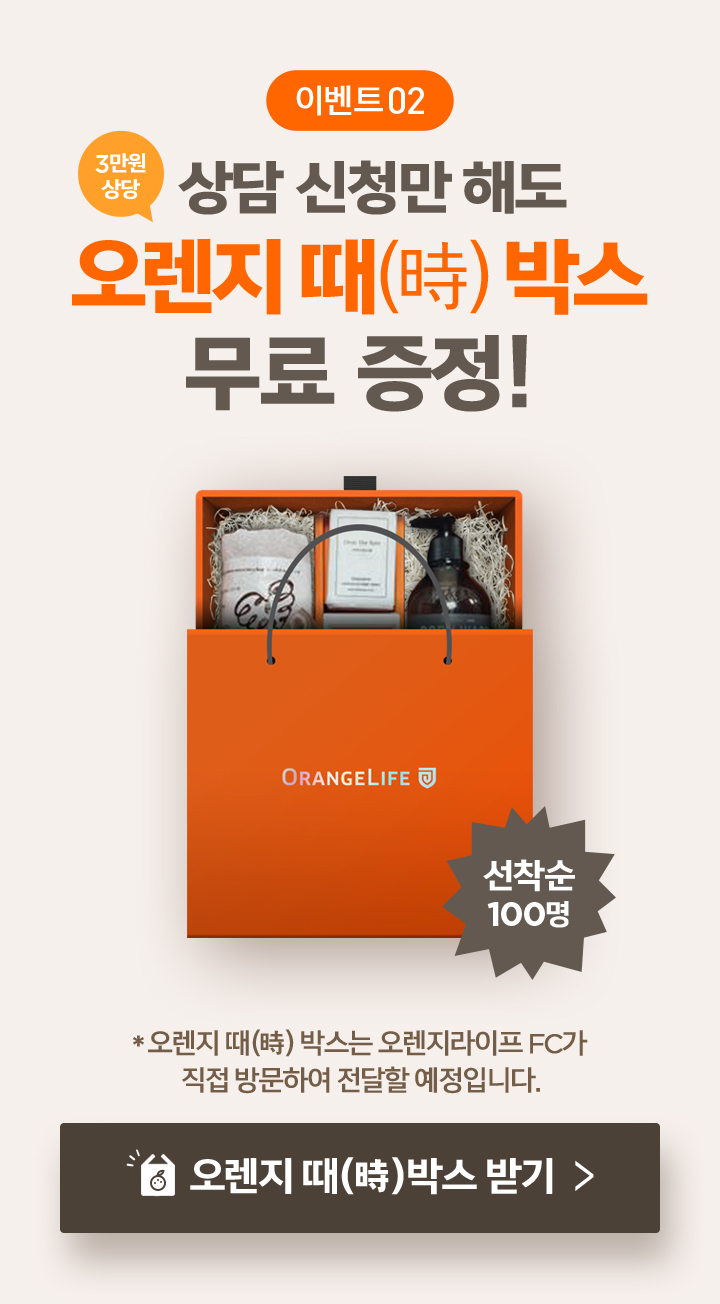 이벤트 02
3만원
상당
상담 신청만 해도
오렌지 때(時) 박스
무료 증정!
ORANGELIFE
선착순
100명
* 오렌지 때(時) 박스는 오렌지라이프 FC가
직접 방문하여 전달할 예정입니다.
오렌지 때(時)박스 받기 >